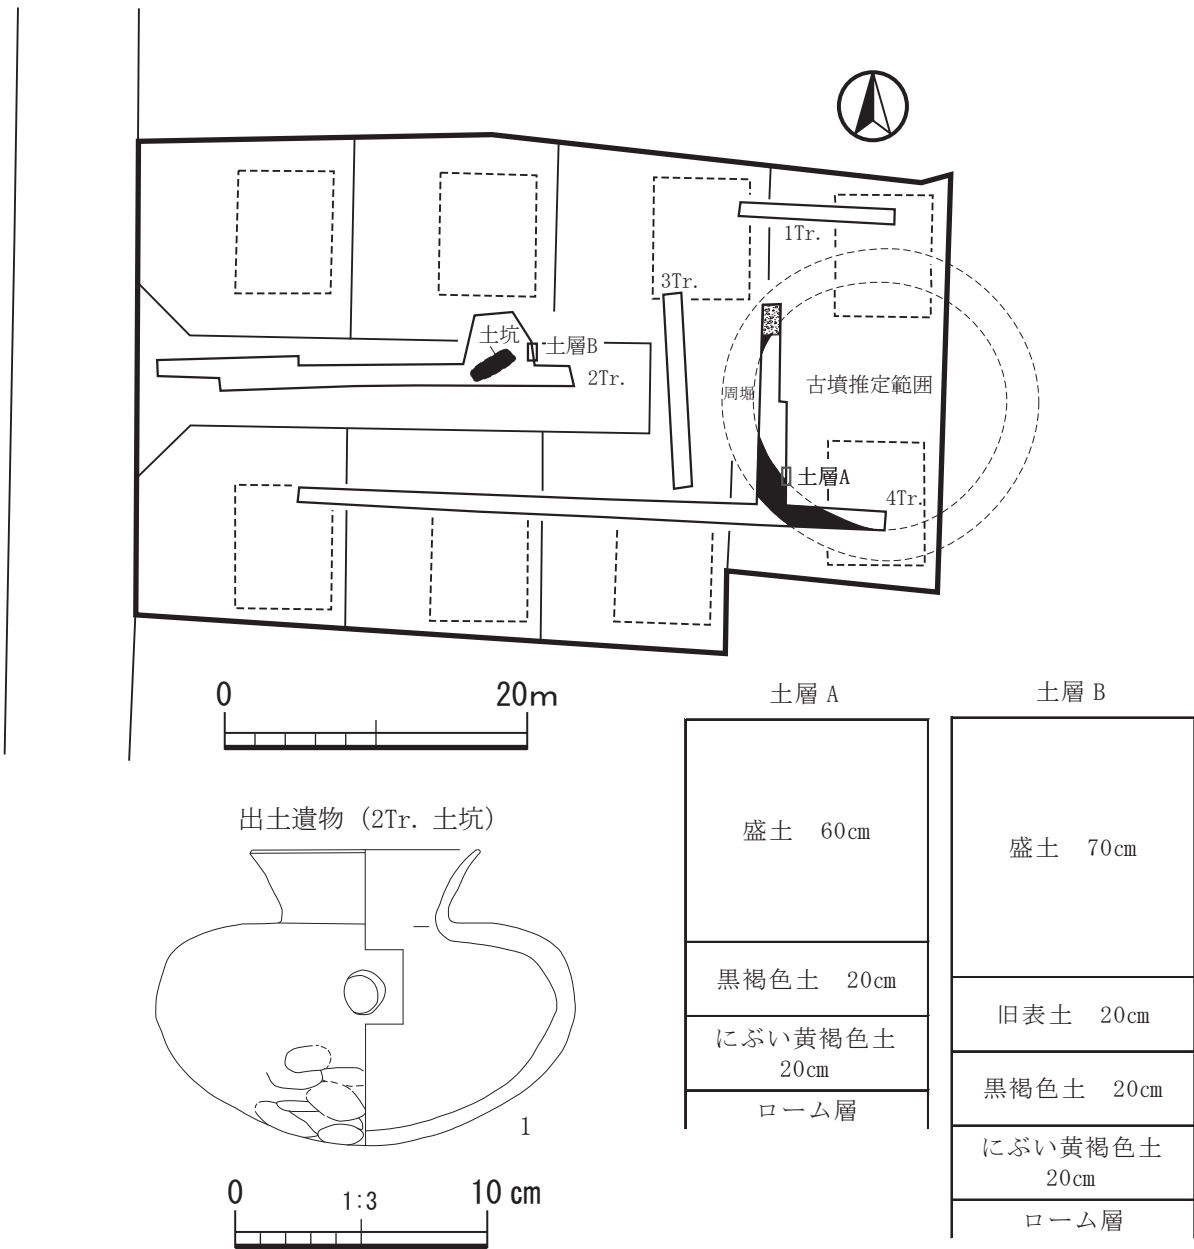 1Tr.
3Tr.
土坑
土層B
2Tr.
周堀
古墳推定範囲
土層A
4Tr.
0 20m
出土遺物（2Tr. 土坑）
1
0 1:3 10 cm
土層 A
盛土　60cm
黒褐色土　20cm
にぶい黄褐色土
20cm
ローム層
土層 B
盛土　70cm
旧表土　20cm
黒褐色土　20cm
にぶい黄褐色土
20cm
ローム層